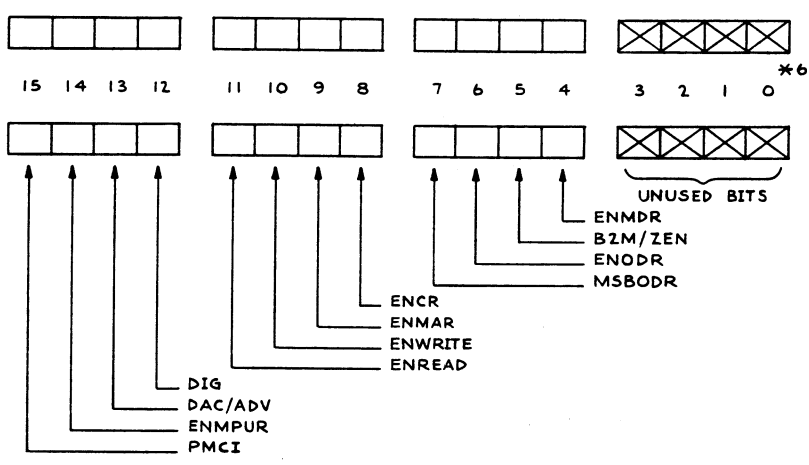 *6
15 14 13 12 11 10 9 8 7 6 5 4 3 2 1 0
UNUSED BITS
ENMDR
B2M/ZEN
ENODR
MSBODR
ENCR
ENMAR
ENWRITE
ENREAD
DIG
DAC/ADV
ENMPUR
PMCI